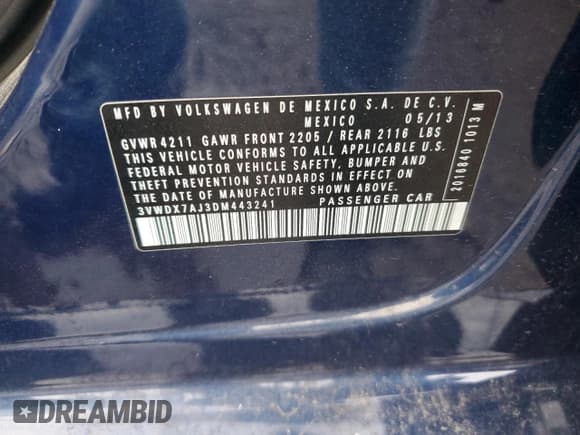 MFD BY VOLKSWAGEN DE MEXICO S.A. DE C.V.
MEXICO 05/13
GVWR 4211 GAWR FRONT 2205 / REAR 2116 LBS
THIS VEHICLE CONFORMS TO ALL APPLICABLE U.S.
FEDERAL MOTOR VEHICLE SAFETY, BUMPER AND
THEFT PREVENTION STANDARDS IN EFFECT ON
THE DATE OF MANUFACTURE SHOWN ABOVE.
3VWDX7AJ3DM443241 PASSENGER CAR
2016840 1013 M
DREAMBID